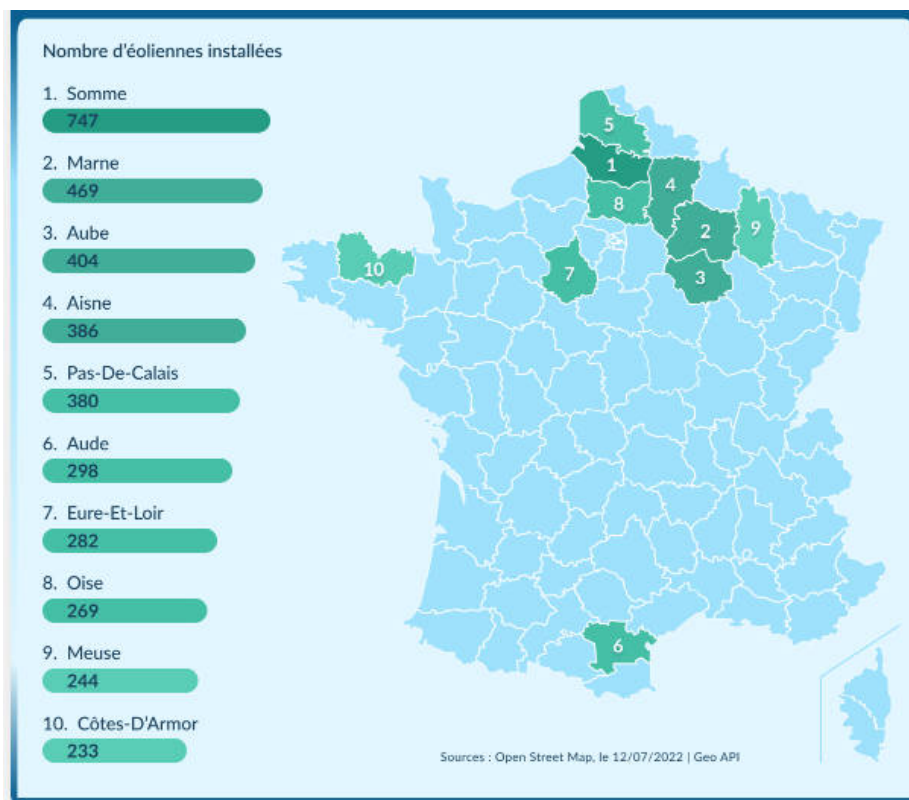 Nombre d'éoliennes installées
1. Somme
747
2. Marne
469
3. Aube
404
4. Aisne
386
5. Pas-De-Calais
380
6. Aude
298
7. Eure-Et-Loir
282
8. Oise
269
9. Meuse
244
10. Côtes-D'Armor
233
5
1
4
8
2
9
10
7
3
6
Sources : Open Street Map, le 12/07/2022 | Geo API